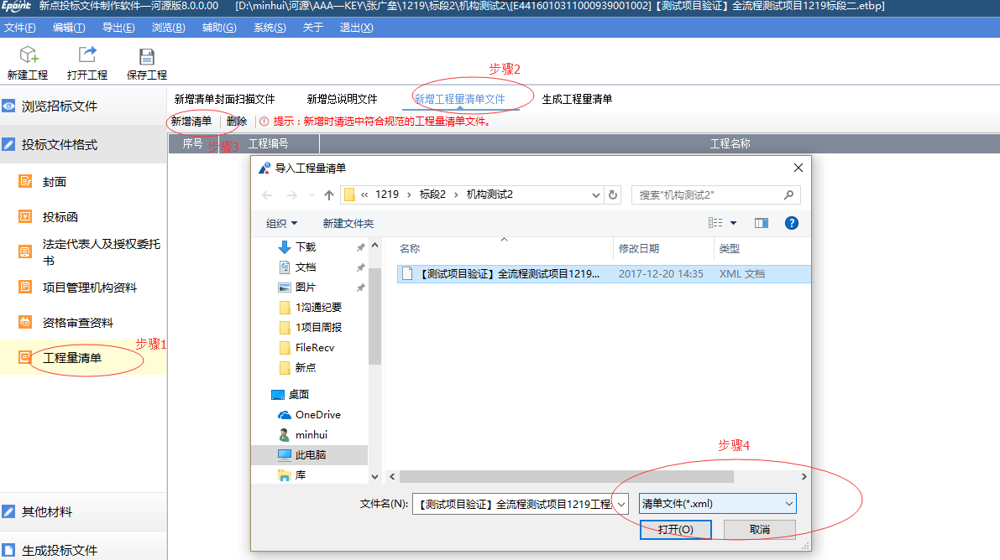 Epoint 新点投标文件制作软件—河源版8.0.0.00 [D:\minhui\河源\AAA—KEY\张广垒\1219\标段2\机构测试2\[E4416010311000939001002]【测试项目验证】全流程测试项目1219标段二.etbp]
文件(F) 编辑(T) 导出(E) 浏览(B) 辅助(G) 系统(S) 关于 退出(X)
新建工程 打开工程 保存工程
步骤2
浏览招标文件
新增清单封面扫描文件 新增总说明文件 新增工程量清单文件 生成工程量清单
新增清单 删除 提示：新增时请选中符合规范的工程量清单文件。
投标文件格式
序号 工程编号 工程名称
步骤3
封面
投标函
法定代表人及授权委托
书
项目管理机构资料
资格审查资料
步骤1
工程量清单
其他材料
生成投标文件
导入工程量清单
« 1219 › 标段2 › 机构测试2
搜索"机构测试2"
组织 新建文件夹
名称 修改日期 类型
下载
文档
图片
1沟通纪要
1项目周报
FileRecv
新点
桌面
OneDrive
minhui
此电脑
库
【测试项目验证】全流程测试项目1219... 2017-12-20 14:35 XML 文档
步骤4
文件名(N): 【测试项目验证】全流程测试项目1219工程 清单文件(*.xml)
打开(O) 取消